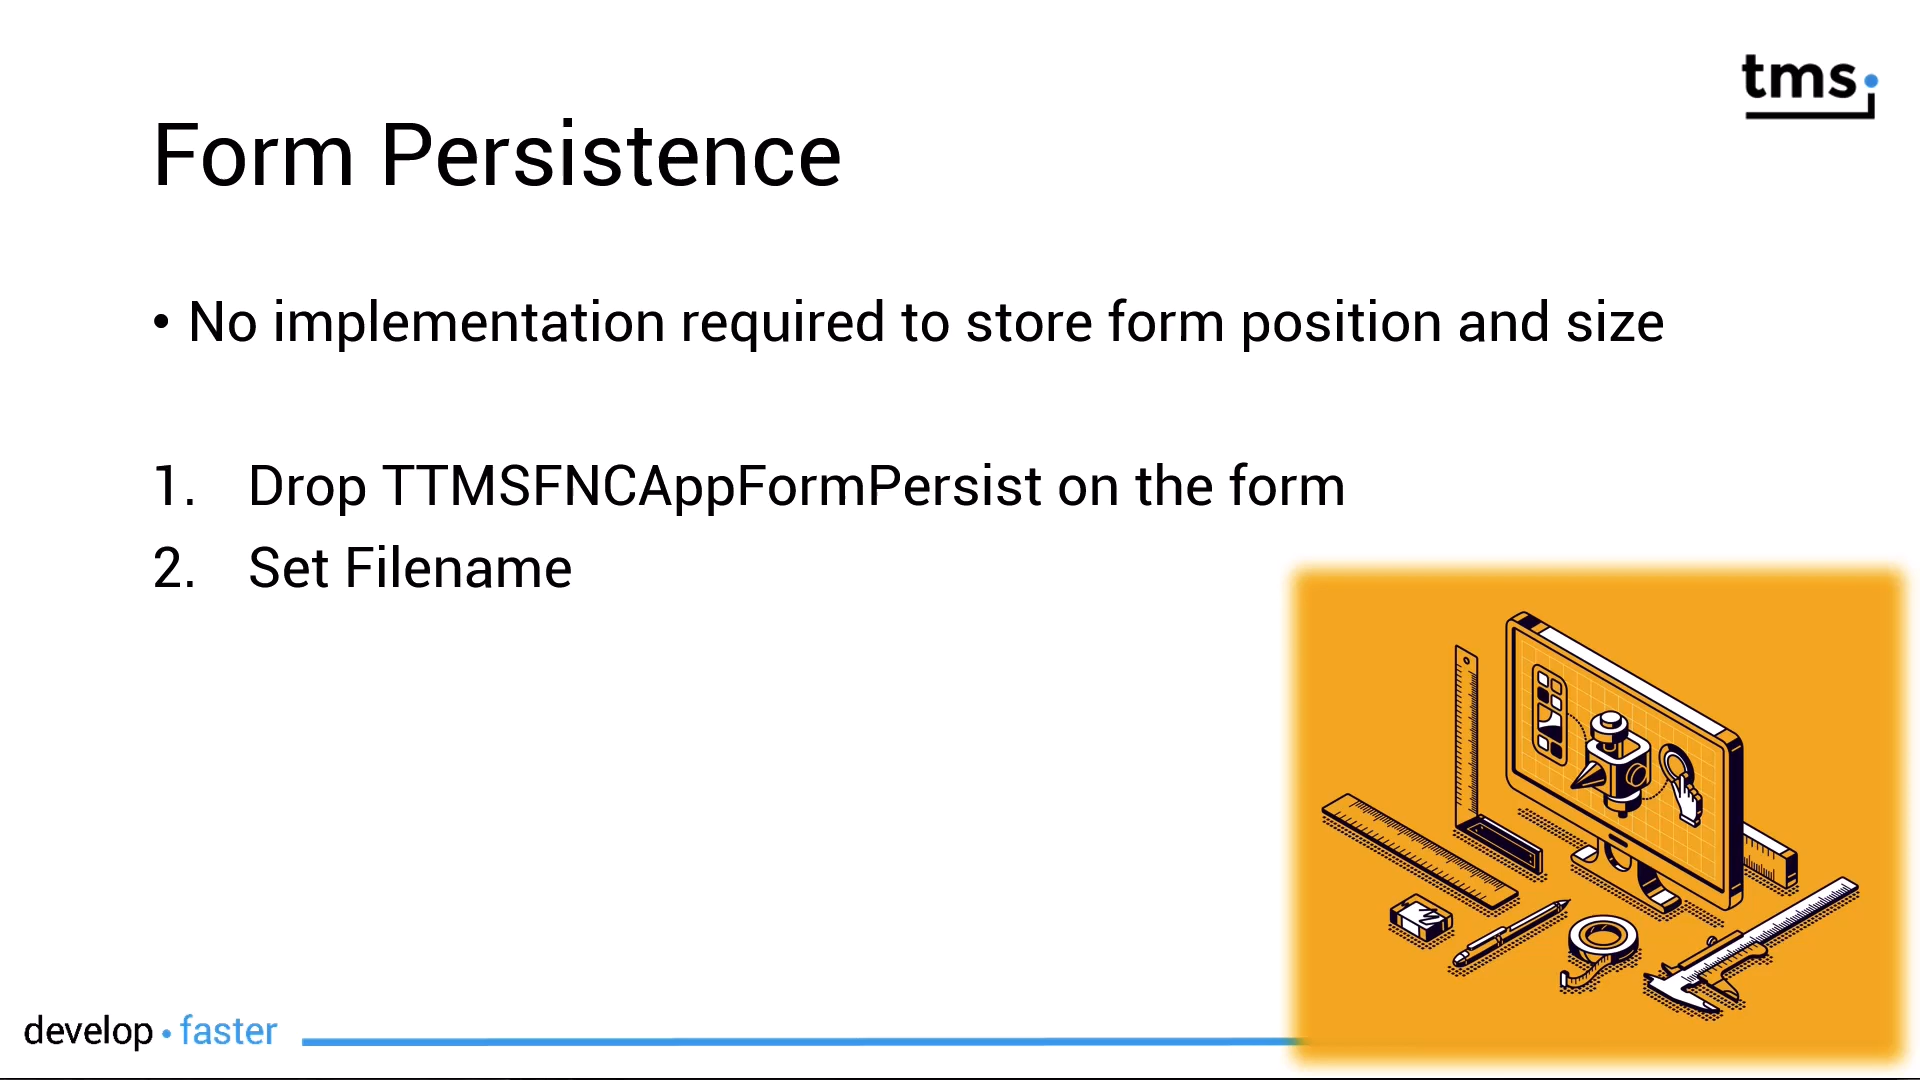 tms
Form Persistence
• No implementation required to store form position and size
1. Drop TTMSFNCAppFormPersist on the form
2. Set Filename
develop • faster